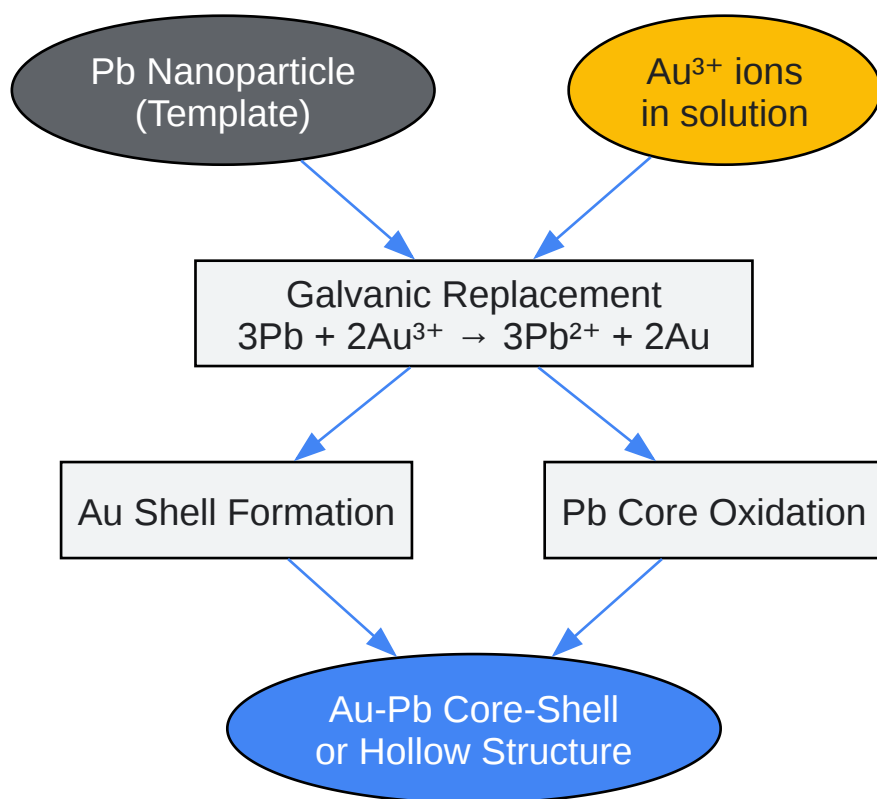 Pb Nanoparticle
(Template)
Au³⁺ ions
in solution
Galvanic Replacement
3Pb + 2Au³⁺ → 3Pb²⁺ + 2Au
Au Shell Formation
Pb Core Oxidation
Au-Pb Core-Shell
or Hollow Structure